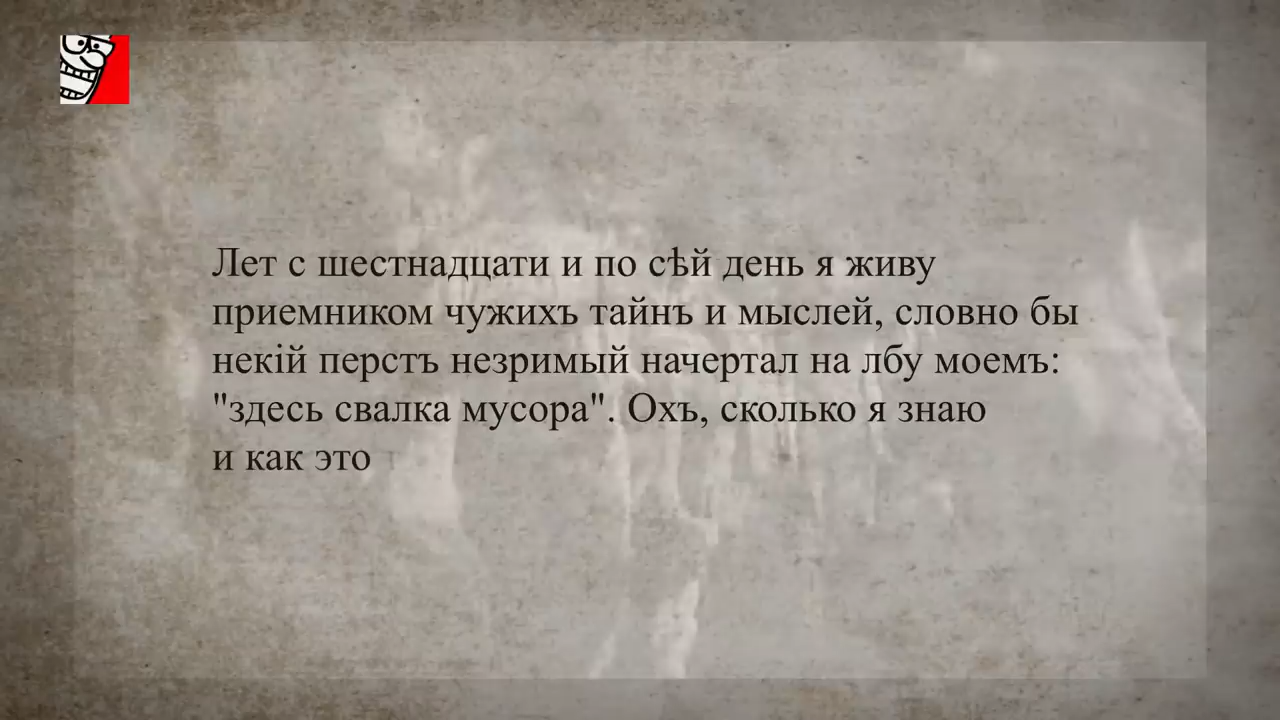 Лет с шестнадцати и по сѣй день я живу
приемником чужихъ тайнъ и мыслей, словно бы
некій перстъ незримый начертал на лбу моемъ:
"здесь свалка мусора". Охъ, сколько я знаю
и как это